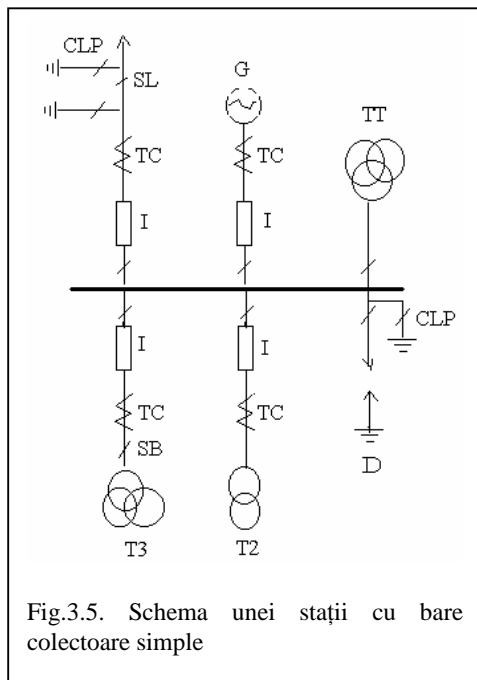 CLP
SL
G
TT
TC
TC
I
I
CLP
I
I
TC
TC
SB
D
T3
T2
Fig.3.5. Schema unei stații cu bare
colectoare simple